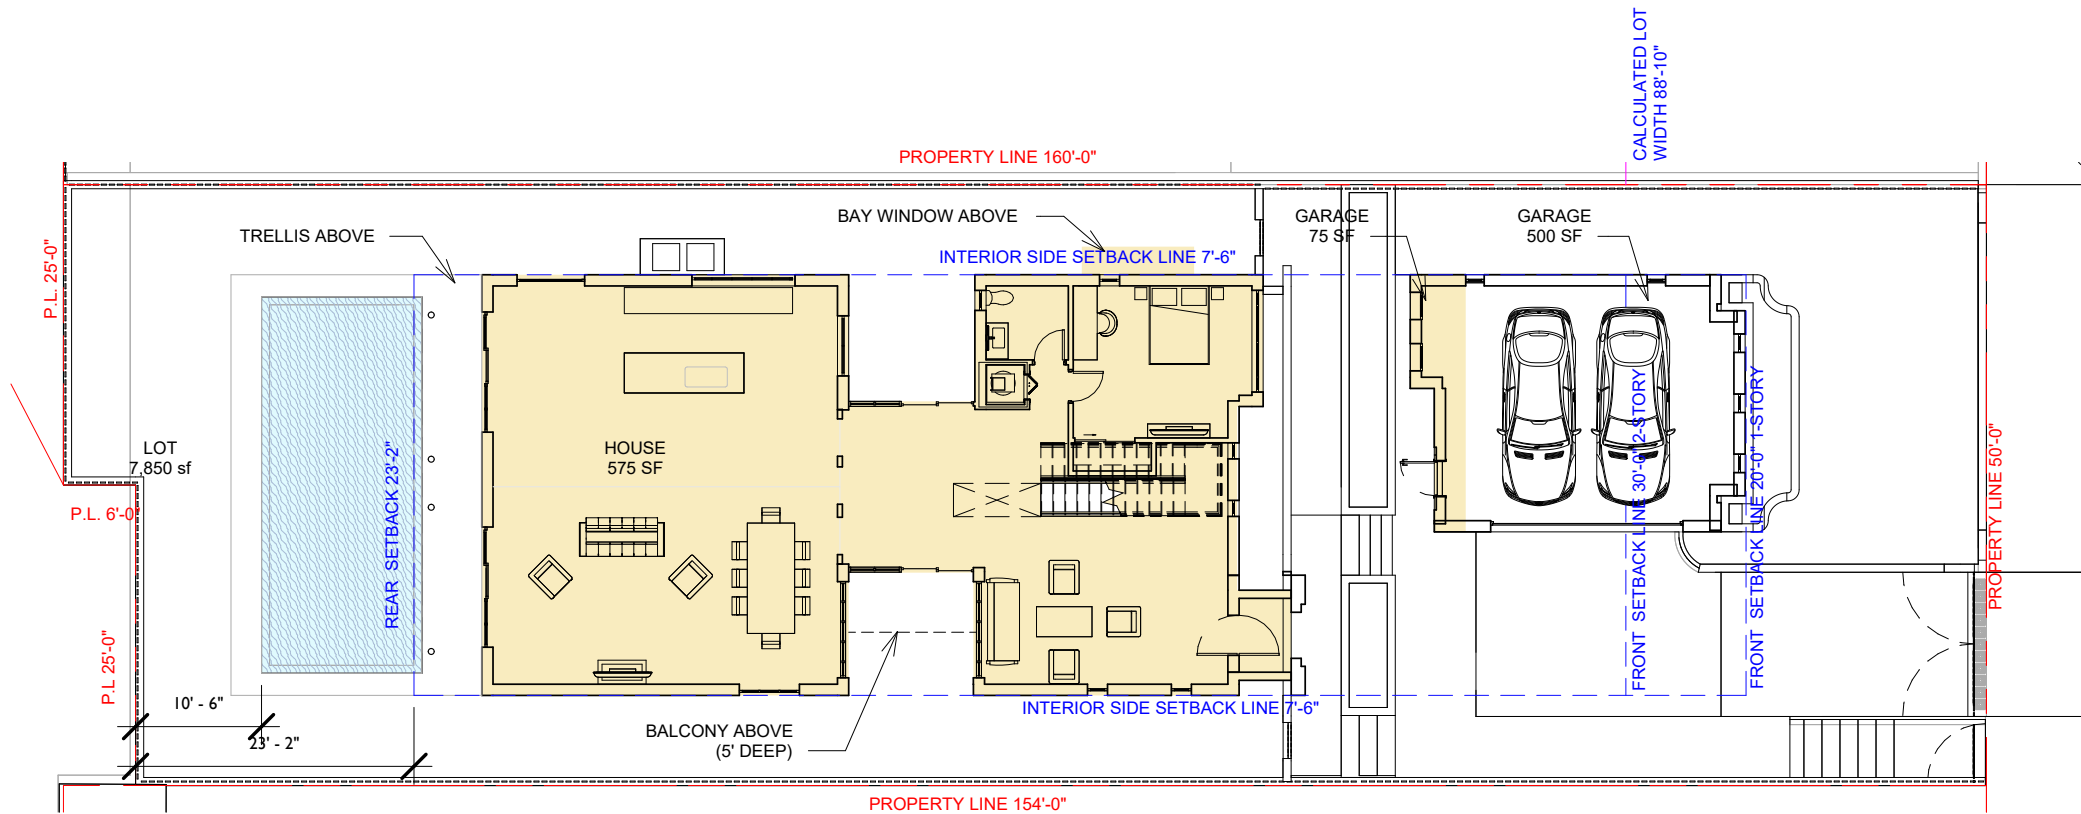 CALCULATED LOT
WIDTH 88'-10"
PROPERTY LINE 160'-0"
BAY WINDOW ABOVE
GARAGE
75 SF
GARAGE
500 SF
TRELLIS ABOVE
INTERIOR SIDE SETBACK LINE 7'-6"
P.L. 25'-0"
LOT
7,850 sf
HOUSE
575 SF
P.L. 6'-0"
REAR SETBACK 23'-2"
FRONT SETBACK LINE 30'-0" 2-STORY
FRONT SETBACK LINE 20'-0" 1-STORY
PROPERTY LINE 50'-0"
P.L 25'-0"
10' - 6"
23' - 2"
INTERIOR SIDE SETBACK LINE 7'-6"
BALCONY ABOVE
(5' DEEP)
PROPERTY LINE 154'-0"